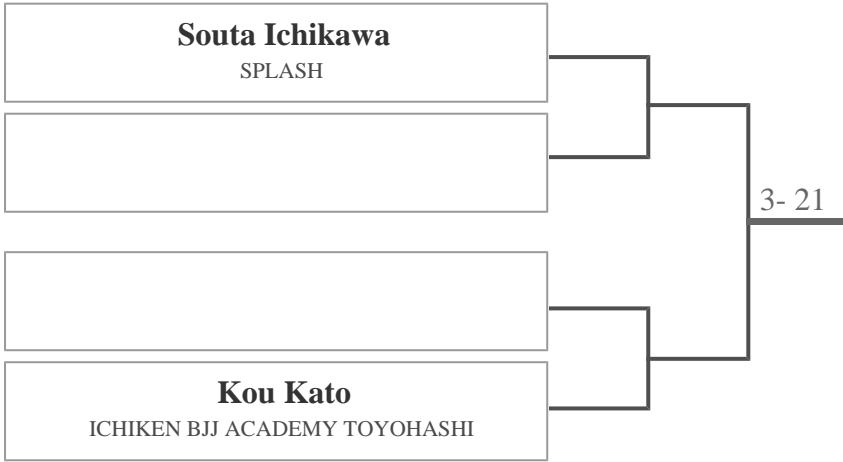 Souta Ichikawa
SPLASH
3- 21
Kou Kato
ICHIKEN BJJ ACADEMY TOYOHASHI